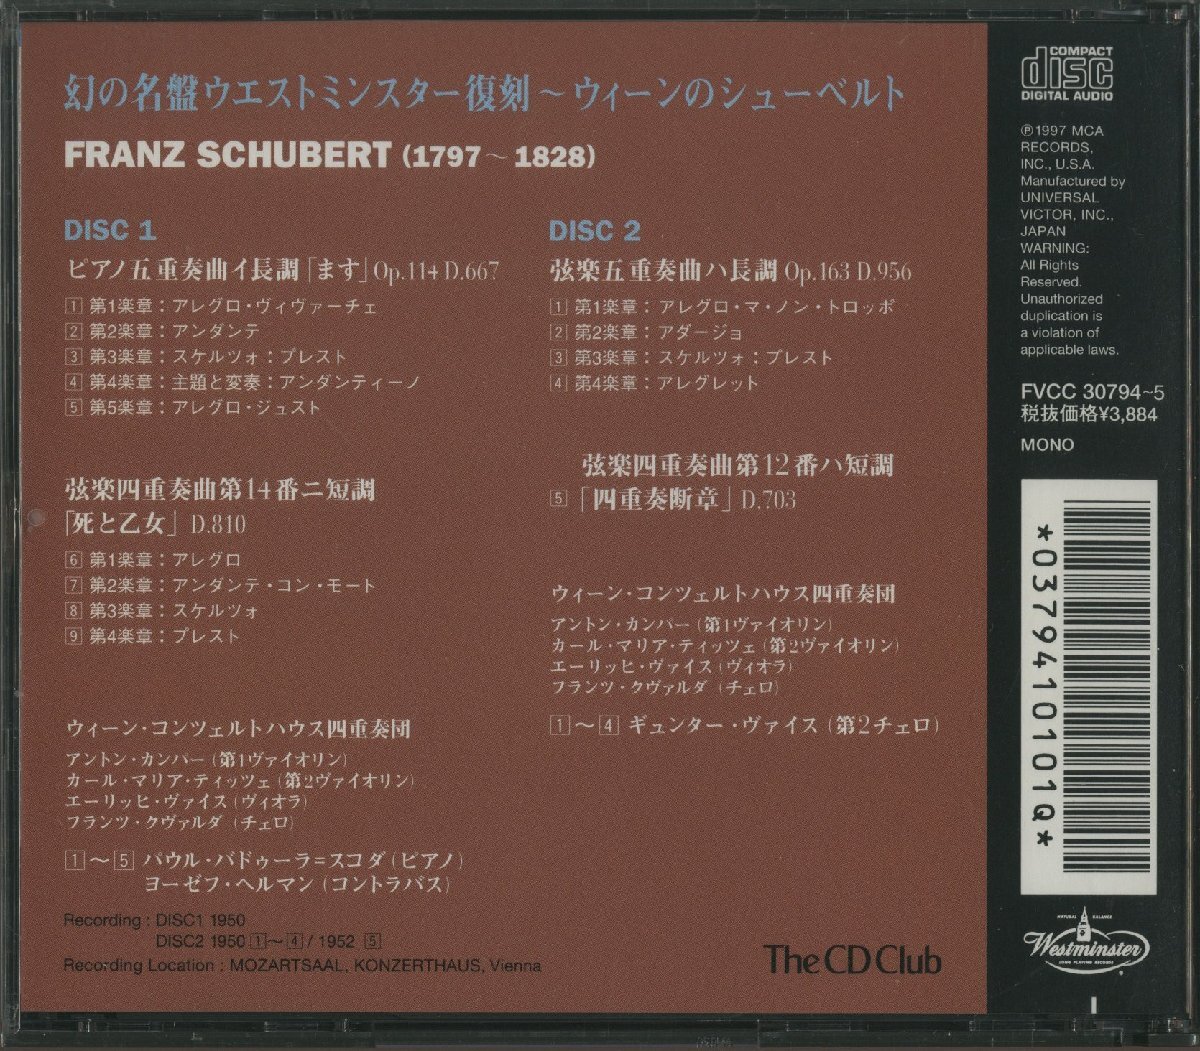 幻の名盤ウエストミンスター復刻～ウィーンのシューベルト
FRANZ SCHUBERT (1797～1828)
DISC 1
ピアノ五重奏曲イ長調「ます」Op.114 D.667
1 第1楽章：アレグロ・ヴィヴァーチェ
2 第2楽章：アンダンテ
3 第3楽章：スケルツォ：プレスト
4 第4楽章：主題と変奏：アンダンティーノ
5 第5楽章：アレグロ・ジュスト
弦楽四重奏曲第14番ニ短調
「死と乙女」D.810
6 第1楽章：アレグロ
7 第2楽章：アンダンテ・コン・モート
8 第3楽章：スケルツォ
9 第4楽章：プレスト
ウィーン・コンツェルトハウス四重奏団
アントン・カンパー（第1ヴァイオリン）
カール・マリア・ティッツェ（第2ヴァイオリン）
エーリッヒ・ヴァイス（ヴィオラ）
フランツ・クヴァルダ（チェロ）
1～5 パウル・バドゥーラ＝スコダ（ピアノ）
ヨーゼフ・ヘルマン（コントラバス）
Recording : DISC1 1950
DISC2 1950 1～4 / 1952 5
Recording Location : MOZARTSAAL, KONZERTHAUS, Vienna
DISC 2
弦楽五重奏曲ハ長調 Op.163 D.956
1 第1楽章：アレグロ・マ・ノン・トロッポ
2 第2楽章：アダージョ
3 第3楽章：スケルツォ：プレスト
4 第4楽章：アレグレット
弦楽四重奏曲第12番ハ短調
5 「四重奏断章」D.703
ウィーン・コンツェルトハウス四重奏団
アントン・カンパー（第1ヴァイオリン）
カール・マリア・ティッツェ（第2ヴァイオリン）
エーリッヒ・ヴァイス（ヴィオラ）
フランツ・クヴァルダ（チェロ）
1～4 ギュンター・ヴァイス（第2チェロ）
The CD Club
COMPACT
disc
DIGITAL AUDIO
℗1997 MCA
RECORDS,
INC., U.S.A.
Manufactured by
UNIVERSAL
VICTOR, INC.,
JAPAN
WARNING:
All Rights
Reserved.
Unauthorized
duplication is
a violation of
applicable laws.
FVCC 30794~5
税抜価格¥3,884
MONO
*0379410101Q*
NATURAL BALANCE
Westminster
LONG PLAYING RECORDS
I